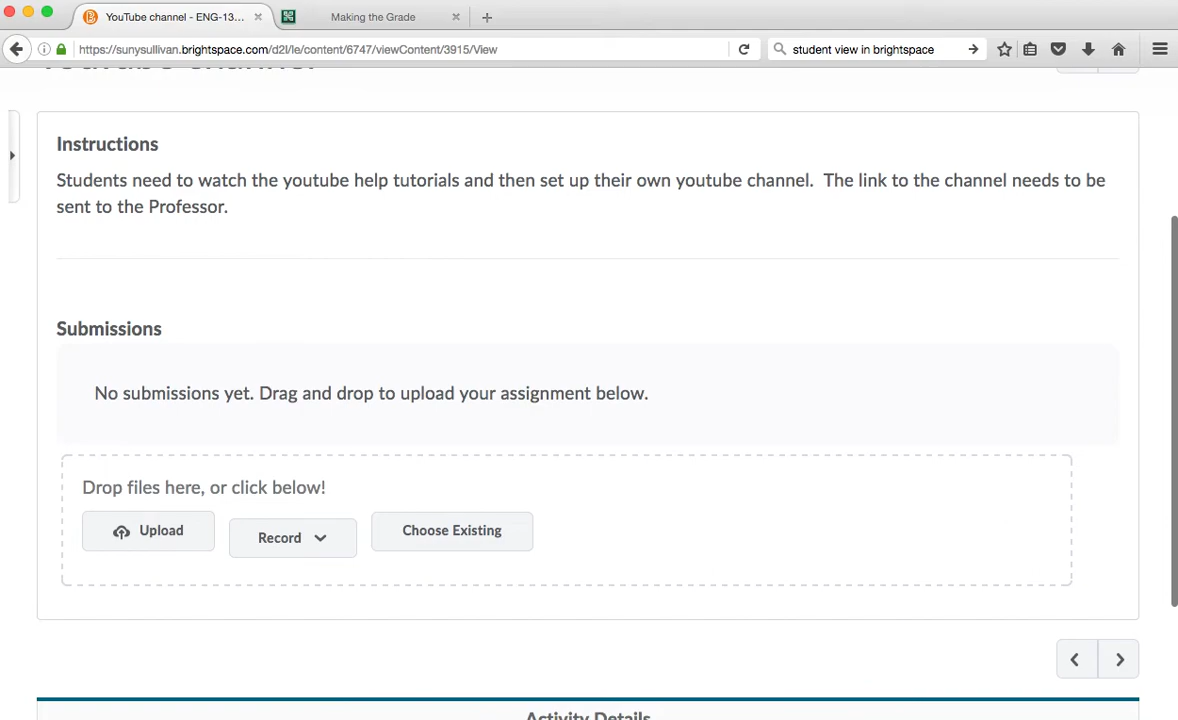 YouTube channel - ENG-13...
Making the Grade
https://sunysullivan.brightspace.com/d2l/le/content/6747/viewContent/3915/View
student view in brightspace
Instructions
Students need to watch the youtube help tutorials and then set up their own youtube channel.  The link to the channel needs to be
sent to the Professor.
Submissions
No submissions yet. Drag and drop to upload your assignment below.
Drop files here, or click below!
Upload
Record
Choose Existing
Activity Details